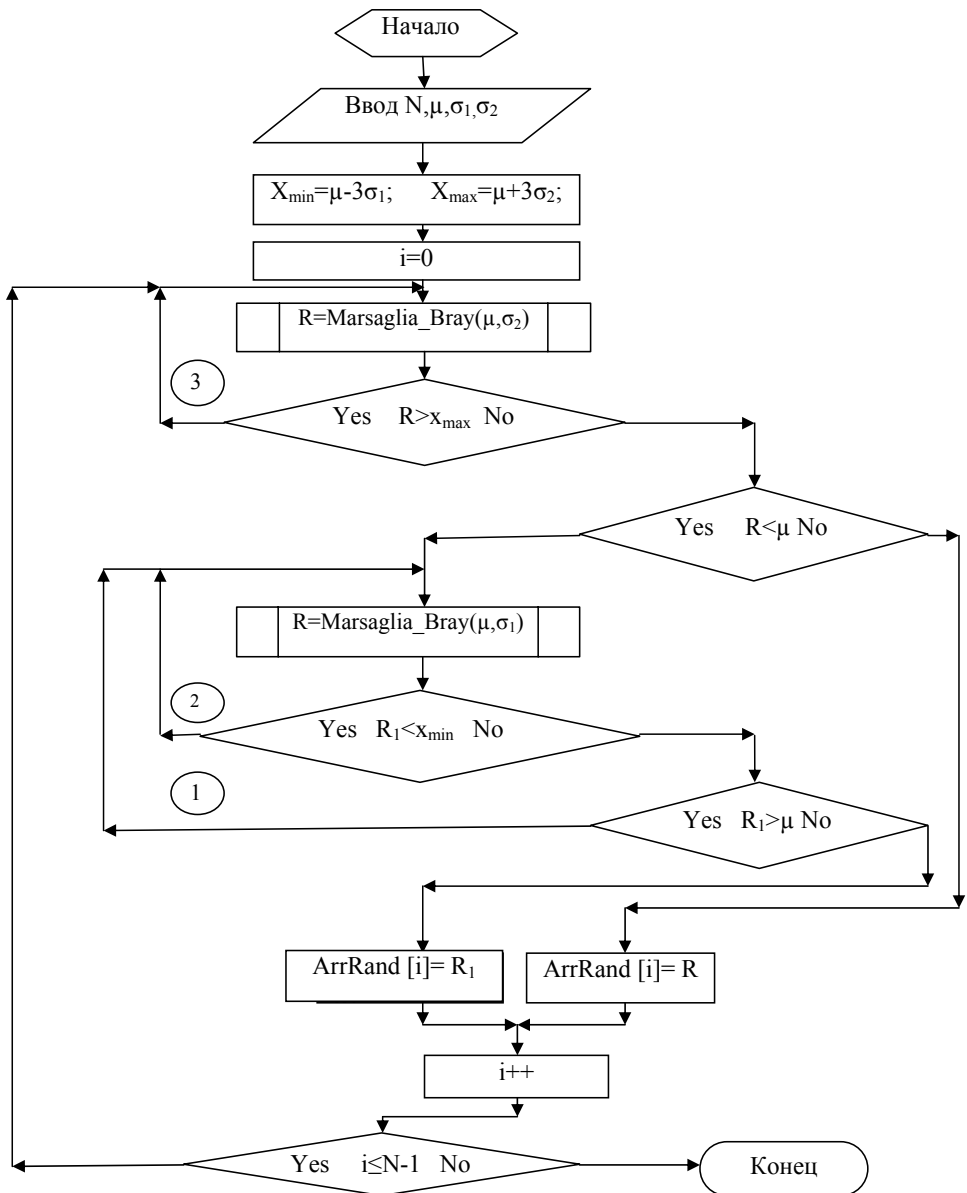 Начало
Ввод N,μ,σ₁,σ₂
Xmin=μ-3σ₁; Xmax=μ+3σ₂;
i=0
R=Marsaglia_Bray(μ,σ₂)
3
Yes R>xmax No
Yes R<μ No
R=Marsaglia_Bray(μ,σ₁)
2
Yes R₁<xmin No
1
Yes R₁>μ No
ArrRand [i]= R₁
ArrRand [i]= R
i++
Yes i≤N-1 No
Конец